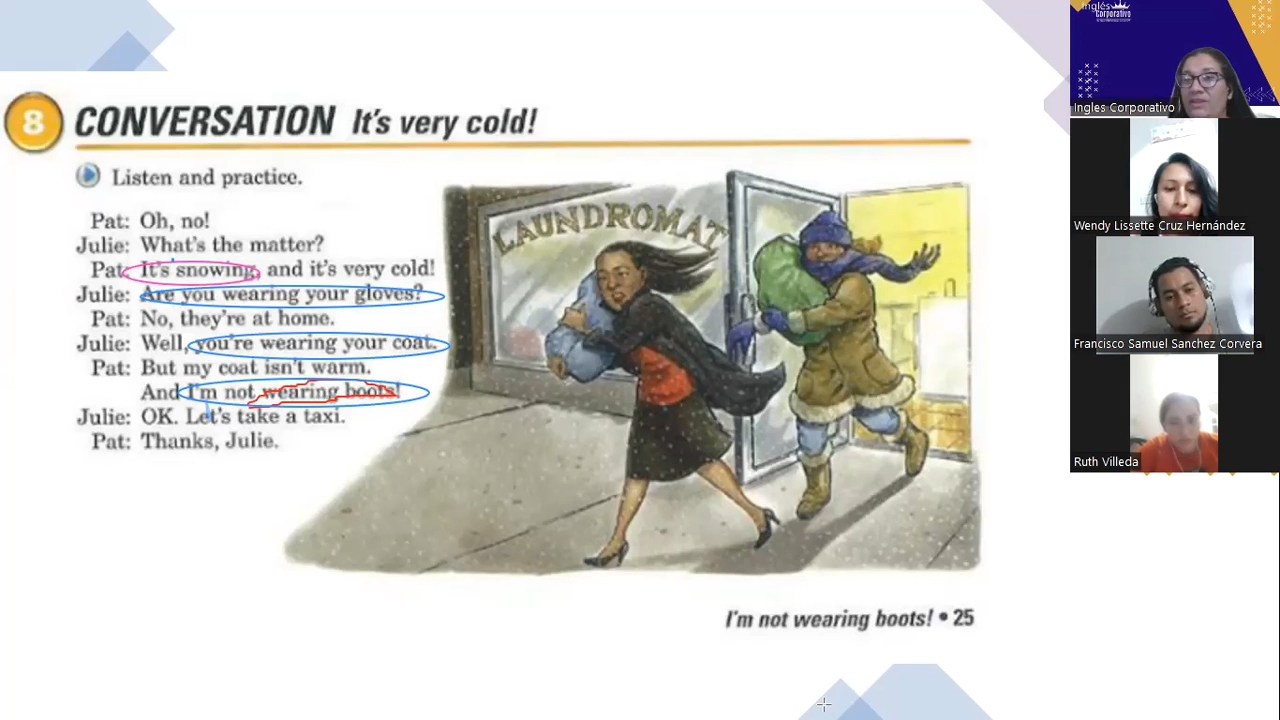 8 CONVERSATION It's very cold!
Listen and practice.
Pat: Oh, no!
Julie: What's the matter?
Pat: It's snowing, and it's very cold!
Julie: Are you wearing your gloves?
Pat: No, they're at home.
Julie: Well, you're wearing your coat.
Pat: But my coat isn't warm.
And I'm not wearing boots!
Julie: OK. Let's take a taxi.
Pat: Thanks, Julie.
LAUNDROMAT
I'm not wearing boots! • 25
Inglés
corporativo
Ingles Corporativo
Wendy Lissette Cruz Hernández
Francisco Samuel Sanchez Corvera
Ruth Villeda